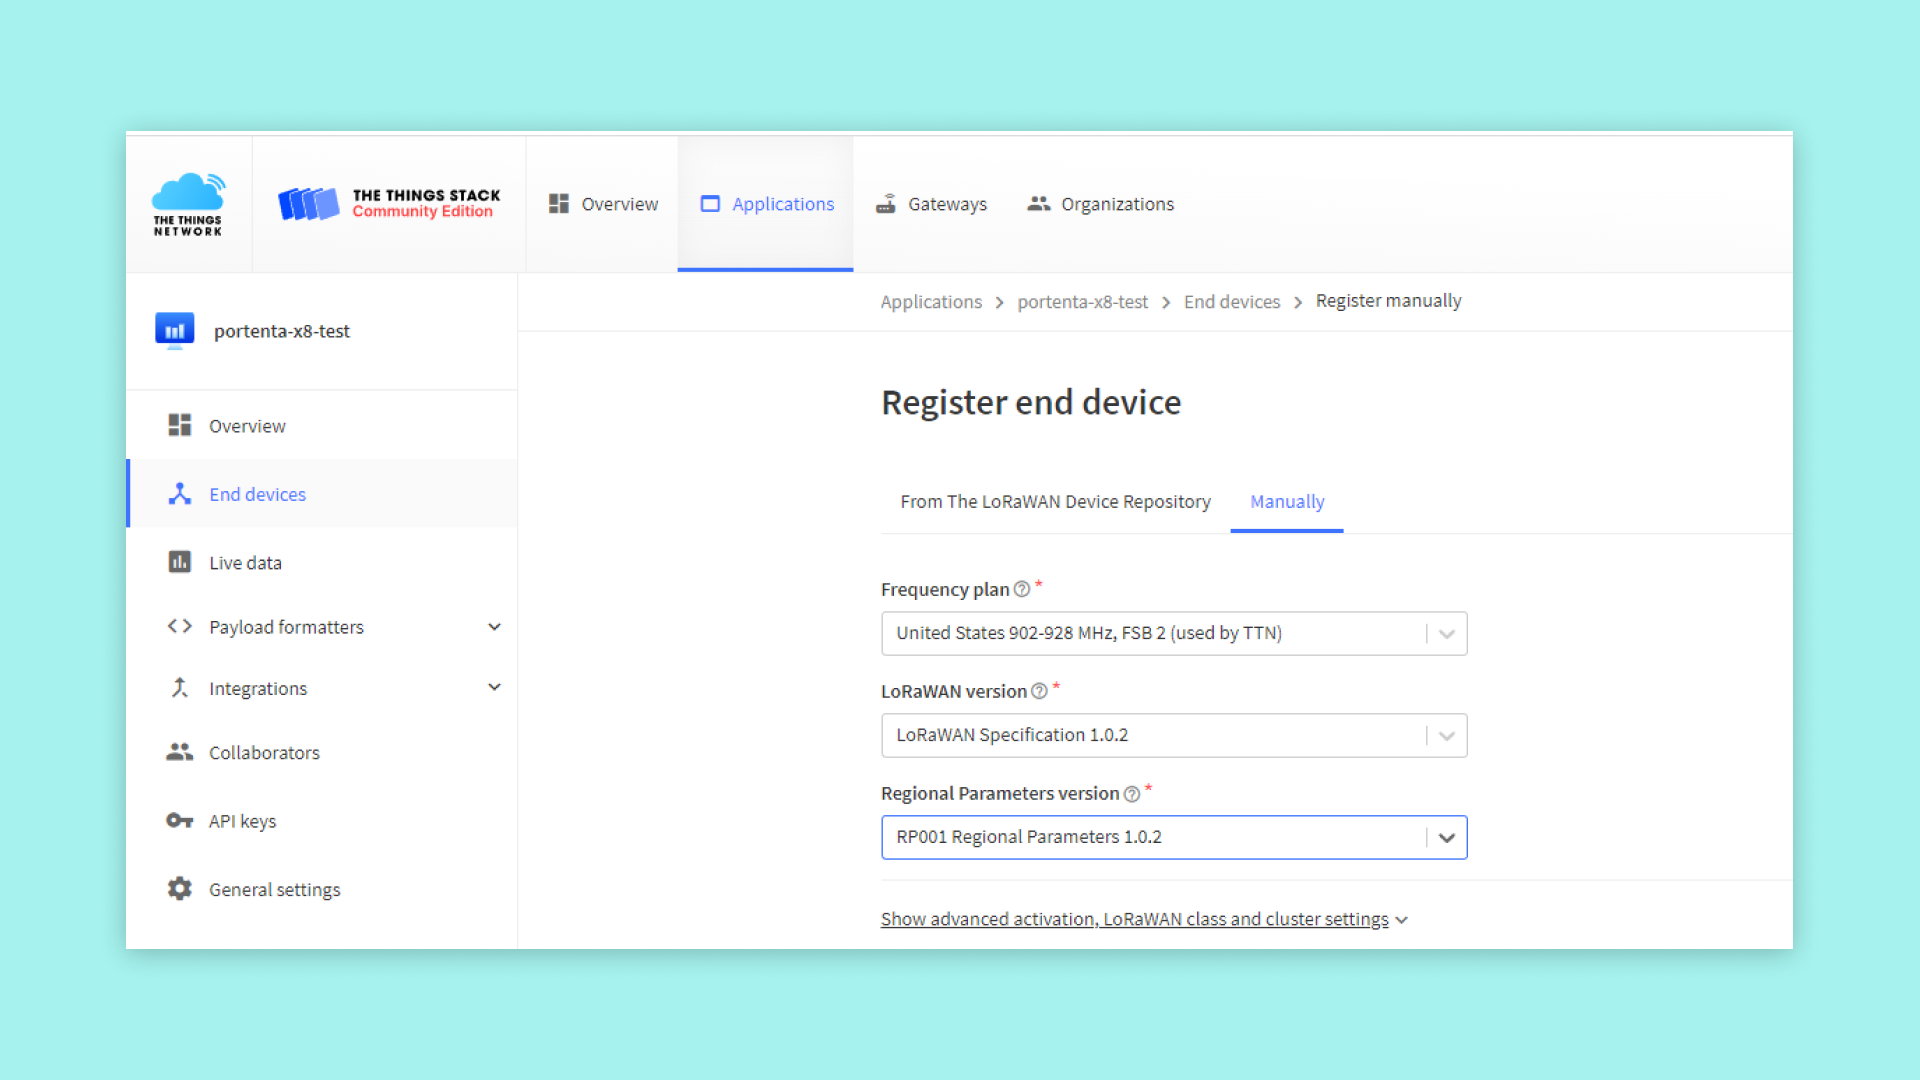 THE THINGS
NETWORK
THE THINGS STACK
Community Edition
Overview
Applications
Gateways
Organizations
portenta-x8-test
Overview
End devices
Live data
Payload formatters
Integrations
Collaborators
API keys
General settings
Applications > portenta-x8-test > End devices > Register manually
Register end device
From The LoRaWAN Device Repository
Manually
Frequency plan ? *
United States 902-928 MHz, FSB 2 (used by TTN)
LoRaWAN version ? *
LoRaWAN Specification 1.0.2
Regional Parameters version ? *
RP001 Regional Parameters 1.0.2
Show advanced activation, LoRaWAN class and cluster settings